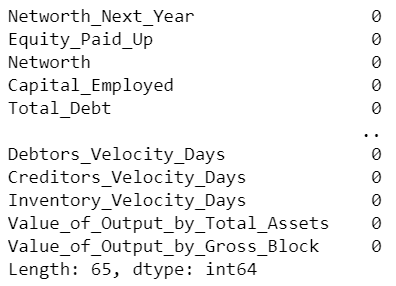 Networth_Next_Year 0
Equity_Paid_Up 0
Networth 0
Capital_Employed 0
Total_Debt 0
..
Debtors_Velocity_Days 0
Creditors_Velocity_Days 0
Inventory_Velocity_Days 0
Value_of_Output_by_Total_Assets 0
Value_of_Output_by_Gross_Block 0
Length: 65, dtype: int64